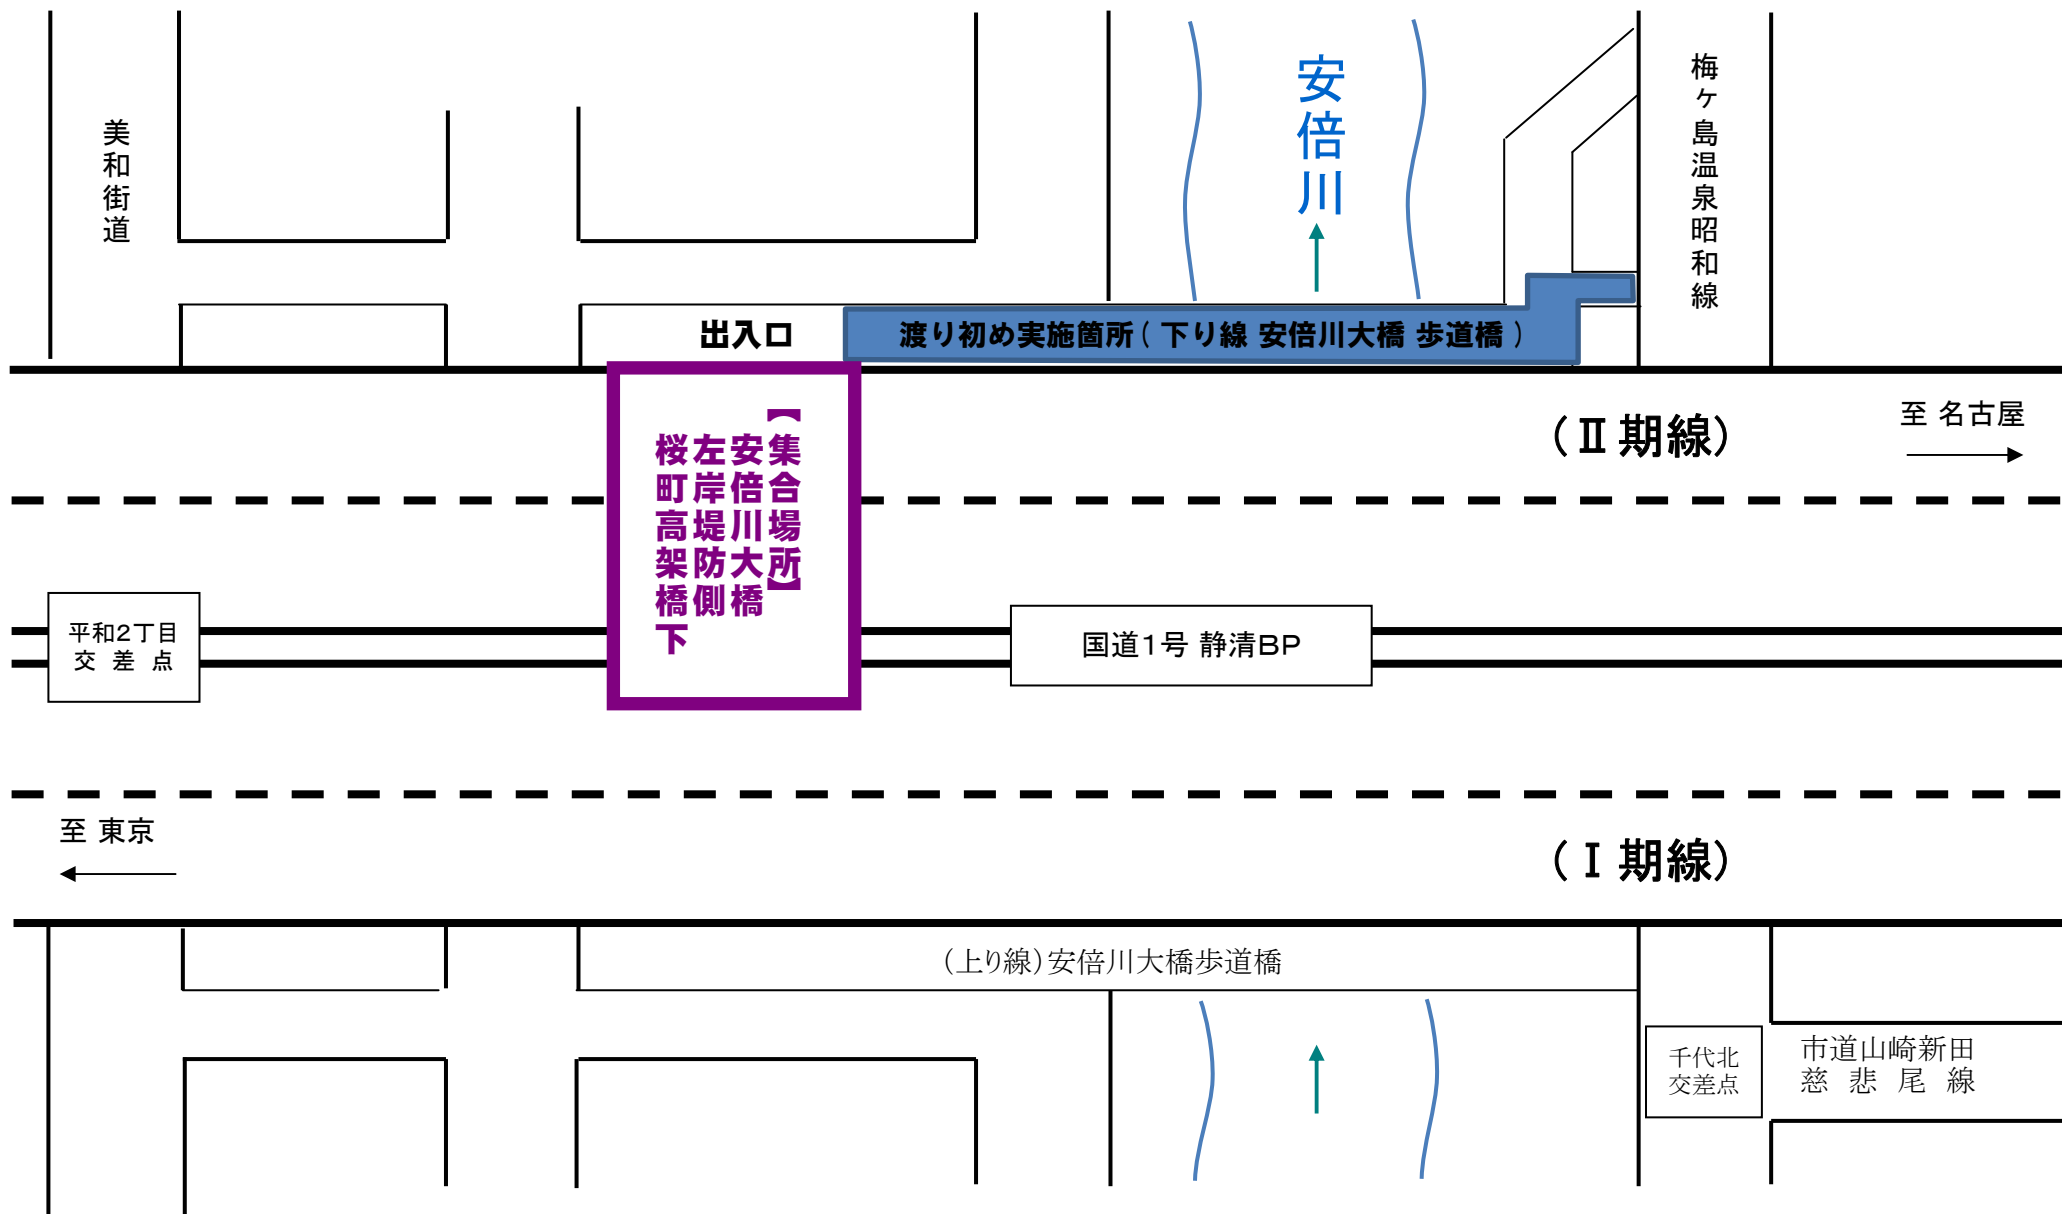 美和街道
安倍川
梅ヶ島温泉昭和線
出入口
渡り初め実施箇所(下り線 安倍川大橋 歩道橋)
【集合場所】
安倍川大橋
左岸堤防側
桜町高架橋下
(Ⅱ期線)
至 名古屋
平和2丁目
交差点
国道1号 静清BP
至 東京
(Ⅰ期線)
(上り線)安倍川大橋歩道橋
千代北
交差点
市道山崎新田
慈悲尾線